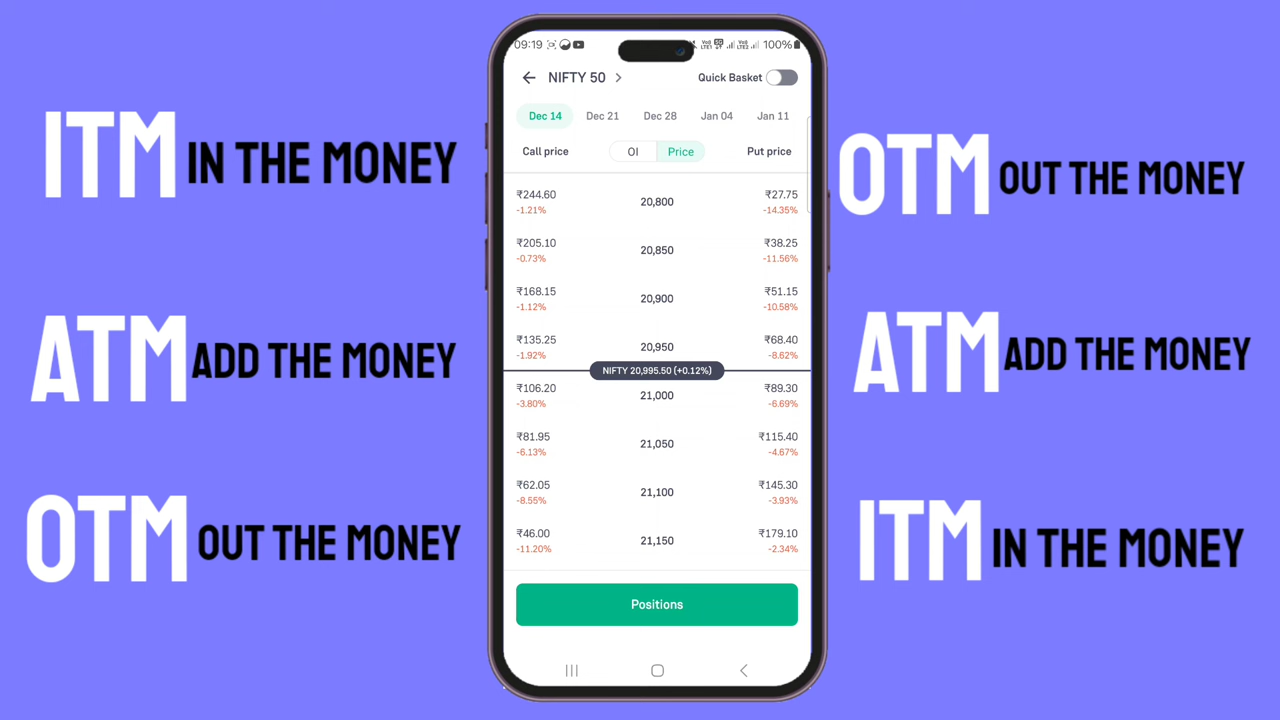 09:19 100%
NIFTY 50 Quick Basket
Dec 14 Dec 21 Dec 28 Jan 04 Jan 11
Call price OI Price Put price
ITM IN THE MONEY
OTM OUT THE MONEY
₹244.60 20,800 ₹27.75
-1.21% -14.35%
₹205.10 20,850 ₹38.25
-0.73% -11.56%
₹168.15 20,900 ₹51.15
-1.12% -10.58%
₹135.25 20,950 ₹68.40
-1.92% -8.62%
ATM ADD THE MONEY
NIFTY 20,995.50 (+0.12%)
ATM ADD THE MONEY
₹106.20 21,000 ₹89.30
-3.80% -6.69%
₹81.95 21,050 ₹115.40
-6.13% -4.67%
₹62.05 21,100 ₹145.30
-8.55% -3.93%
₹46.00 21,150 ₹179.10
-11.20% -2.34%
OTM OUT THE MONEY
ITM IN THE MONEY
Positions